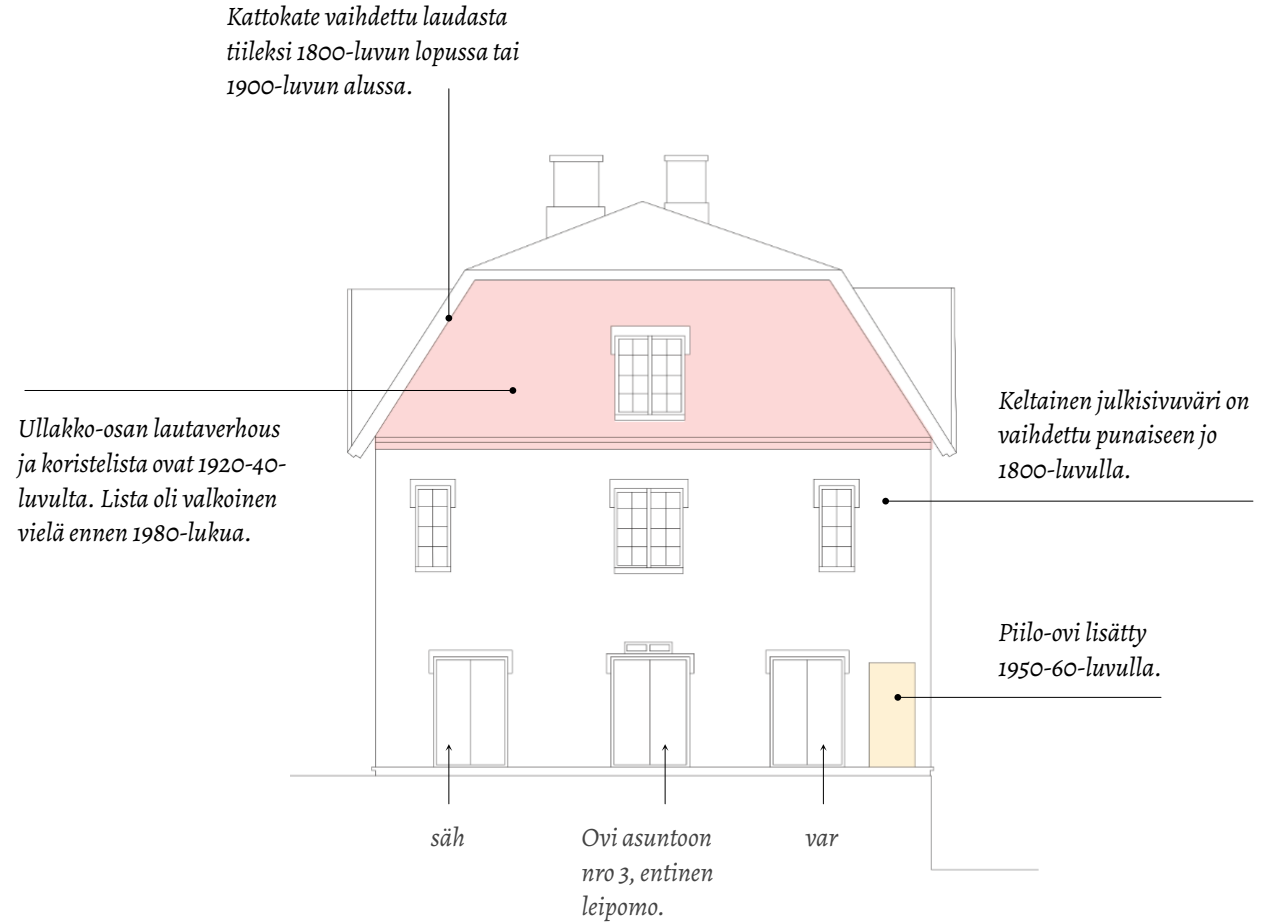 Kattokate vaihdettu laudasta
tiileksi 1800-luvun lopussa tai
1900-luvun alussa.
Ullakko-osan lautaverhous
ja koristelista ovat 1920-40-
luvulta. Lista oli valkoinen
vielä ennen 1980-lukua.
Keltainen julkisivuväri on
vaihdettu punaiseen jo
1800-luvulla.
Piilo-ovi lisätty
1950-60-luvulla.
säh
Ovi asuntoon
nro 3, entinen
leipomo.
var